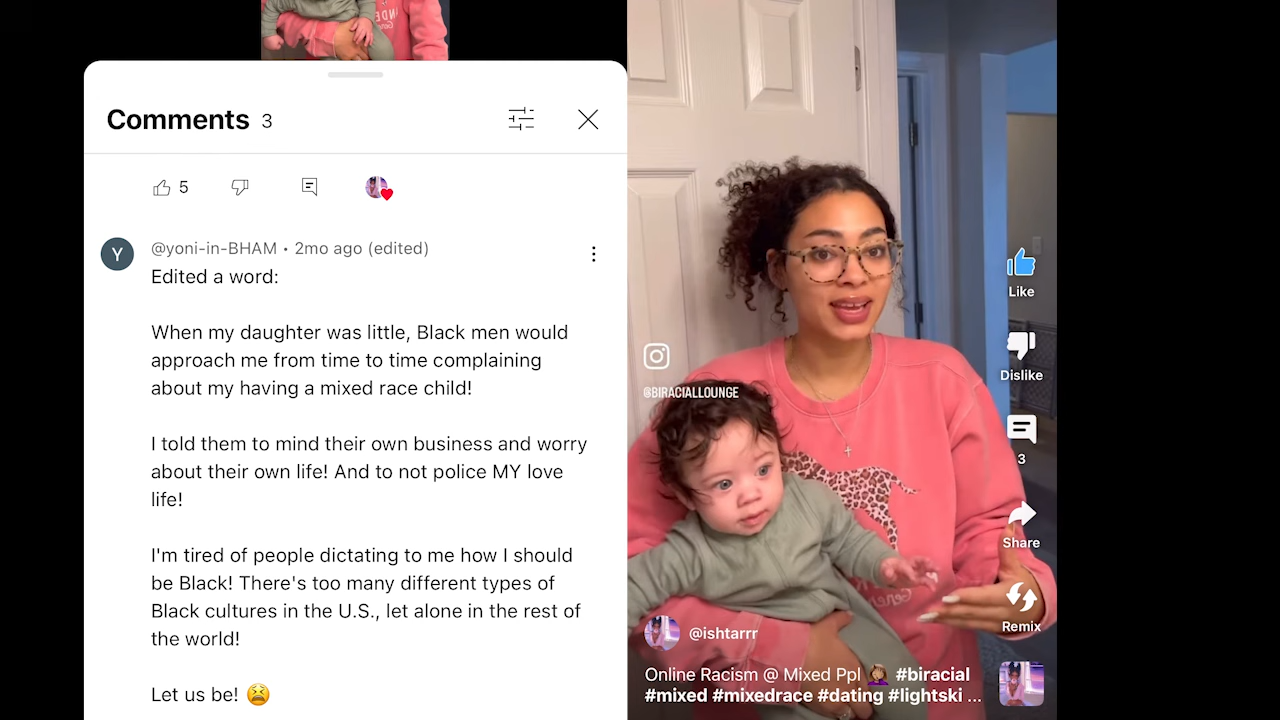 Comments 3
5
Y
@yoni-in-BHAM • 2mo ago (edited)
Edited a word:
When my daughter was little, Black men would
approach me from time to time complaining
about my having a mixed race child!
I told them to mind their own business and worry
about their own life! And to not police MY love
life!
I'm tired of people dictating to me how I should
be Black! There's too many different types of
Black cultures in the U.S., let alone in the rest of
the world!
Let us be! 😫
@BIRACIALLOUNGE
Like
Dislike
3
Share
Remix
@ishtarrr
Online Racism @ Mixed Ppl 🤦🏽‍♀️ #biracial
#mixed #mixedrace #dating #lightski ...